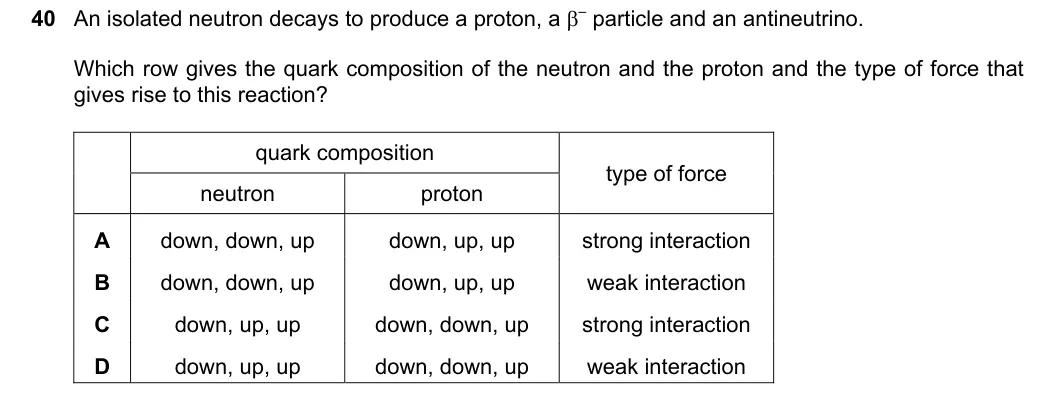 40 An isolated neutron decays to produce a proton, a β⁻ particle and an antineutrino.
Which row gives the quark composition of the neutron and the proton and the type of force that
gives rise to this reaction?
quark composition
type of force
neutron proton
A down, down, up down, up, up strong interaction
B down, down, up down, up, up weak interaction
C down, up, up down, down, up strong interaction
D down, up, up down, down, up weak interaction